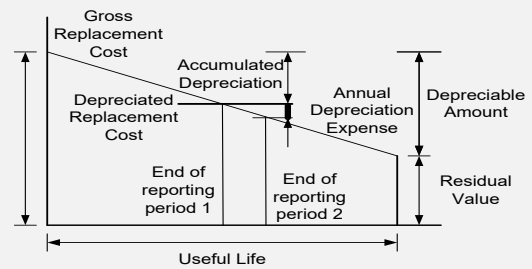 Gross
Replacement
Cost
Accumulated
Depreciation
Depreciated
Replacement
Cost
Annual
Depreciation
Expense
Depreciable
Amount
End of
reporting
period 1
End of
reporting
period 2
Residual
Value
Useful Life